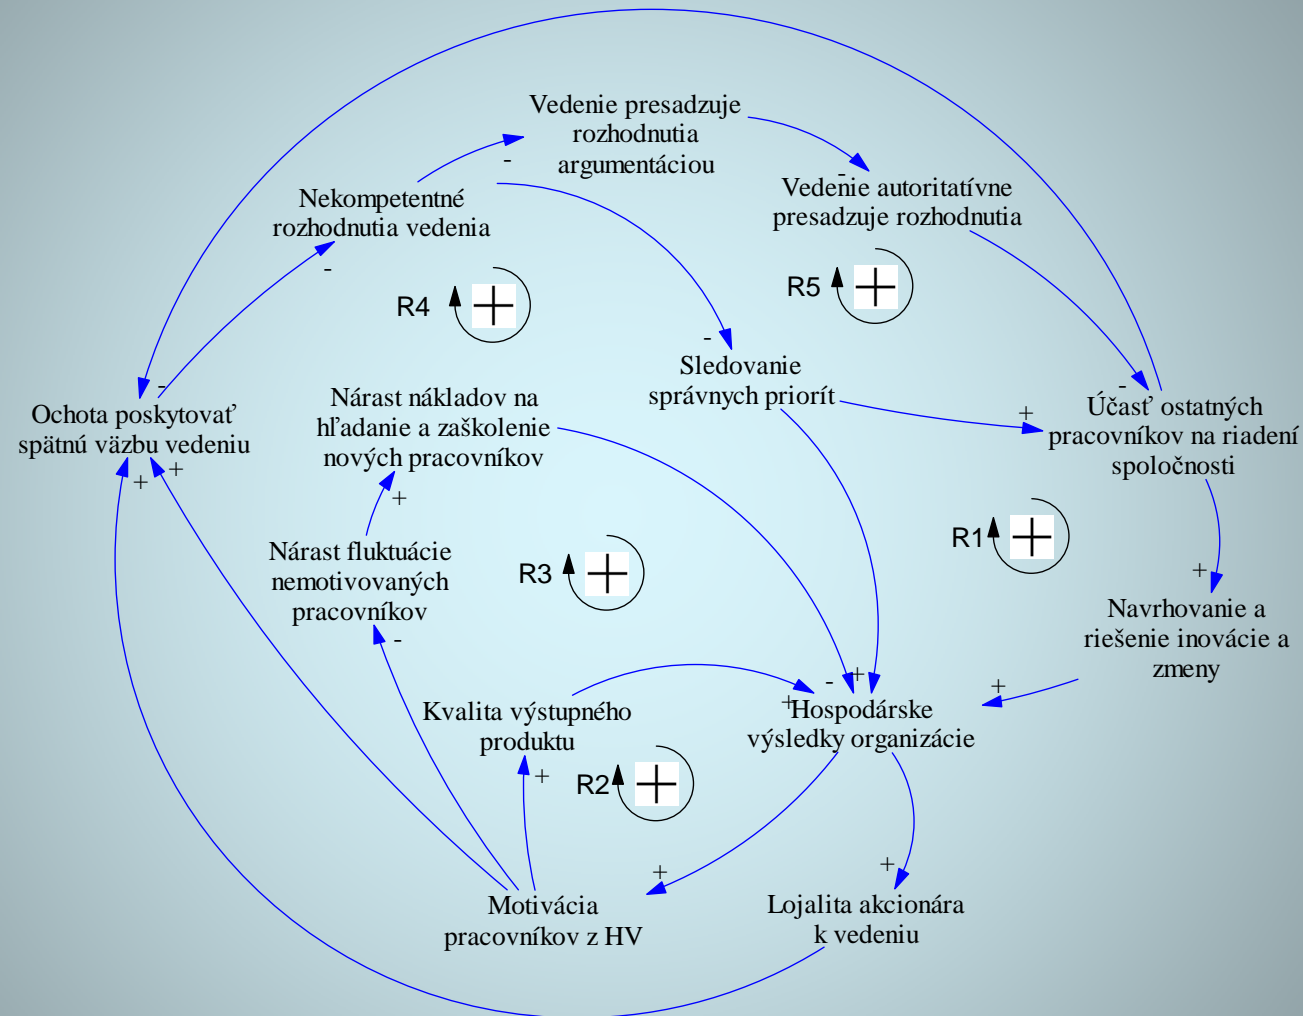 Vedenie presadzuje
rozhodnutia
argumentáciou
-
Nekompetentné
rozhodnutia vedenia
-
-
Vedenie autoritatívne
presadzuje rozhodnutia
R4
R5
-
Sledovanie
správnych priorít
+
-
Účasť ostatných
pracovníkov na riadení
spoločnosti
-
Ochota poskytovať
spätnú väzbu vedeniu
+
+
Nárast nákladov na
hľadanie a zaškolenie
nových pracovníkov
+
Nárast fluktuácie
nemotivovaných
pracovníkov
-
R3
R1
+
Navrhovanie a
riešenie inovácie a
zmeny
+
-
+
+
Hospodárske
výsledky organizácie
Kvalita výstupného
produktu
+
R2
+
+
Motivácia
pracovníkov z HV
Lojalita akcionára
k vedeniu